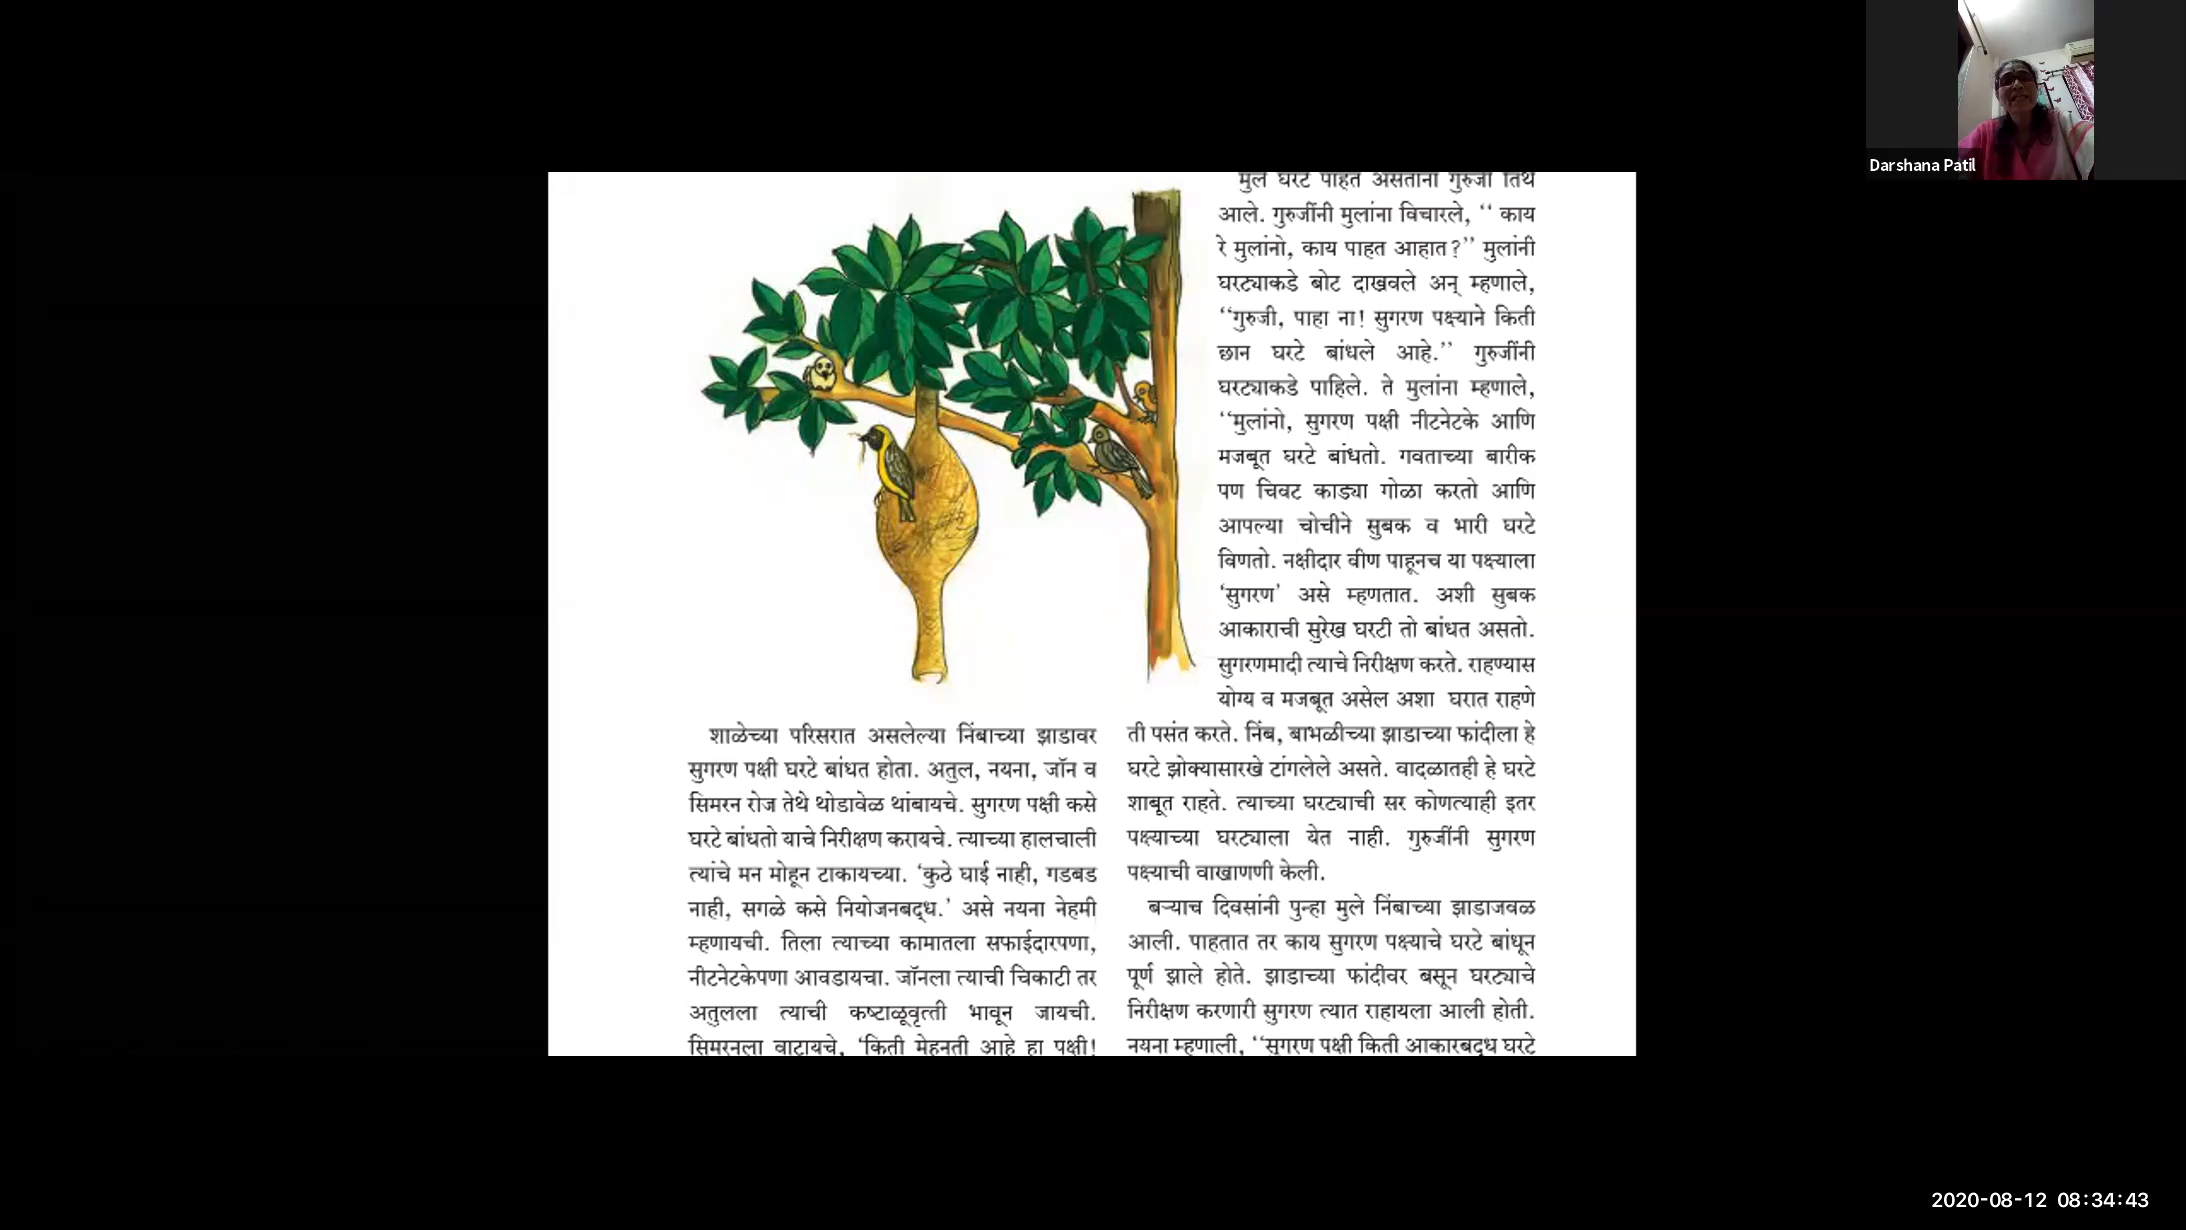 शाळेच्या परिसरात असलेल्या निंबाच्या झाडावर
सुगरण पक्षी घरटे बांधत होता. अतुल, नयना, जॉन व
सिमरन रोज तेथे थोडावेळ थांबायचे. सुगरण पक्षी कसे
घरटे बांधतो याचे निरीक्षण करायचे. त्याच्या हालचाली
त्यांचे मन मोहून टाकायच्या. ‘कुठे घाई नाही, गडबड
नाही, सगळे कसे नियोजनबद्ध.’ असे नयना नेहमी
म्हणायची. तिला त्याच्या कामातला सफाईदारपणा,
नीटनेटकेपणा आवडायचा. जॉनला त्याची चिकाटी तर
अतुलला त्याची कष्टाळूवृत्ती भावून जायची.
सिमरनला वाटायचे, ‘किती मेहनती आहे हा पक्षी!
मुले घरटे पाहत असताना गुरुजी तिथे
आले. गुरुजींनी मुलांना विचारले, ‘‘ काय
रे मुलांनो, काय पाहत आहात?’’ मुलांनी
घरट्याकडे बोट दाखवले अन् म्हणाले,
‘‘गुरुजी, पाहा ना! सुगरण पक्ष्याने किती
छान घरटे बांधले आहे.’’ गुरुजींनी
घरट्याकडे पाहिले. ते मुलांना म्हणाले,
‘‘मुलांनो, सुगरण पक्षी नीटनेटके आणि
मजबूत घरटे बांधतो. गवताच्या बारीक
पण चिवट काड्या गोळा करतो आणि
आपल्या चोचीने सुबक व भारी घरटे
विणतो. नक्षीदार वीण पाहूनच या पक्ष्याला
‘सुगरण’ असे म्हणतात. अशी सुबक
आकाराची सुरेख घरटी तो बांधत असतो.
सुगरणमादी त्याचे निरीक्षण करते. राहण्यास
योग्य व मजबूत असेल अशा घरात राहणे
ती पसंत करते. निंब, बाभळीच्या झाडाच्या फांदीला हे
घरटे झोक्यासारखे टांगलेले असते. वादळातही हे घरटे
शाबूत राहते. त्याच्या घरट्याची सर कोणत्याही इतर
पक्ष्याच्या घरट्याला येत नाही. गुरुजींनी सुगरण
पक्ष्याची वाखाणणी केली.
बऱ्याच दिवसांनी पुन्हा मुले निंबाच्या झाडाजवळ
आली. पाहतात तर काय सुगरण पक्ष्याचे घरटे बांधून
पूर्ण झाले होते. झाडाच्या फांदीवर बसून घरट्याचे
निरीक्षण करणारी सुगरण त्यात राहायला आली होती.
नयना म्हणाली, ‘‘सुगरण पक्षी किती आकारबद्ध घरटे
Darshana Patil
2020-08-12 08:34:43